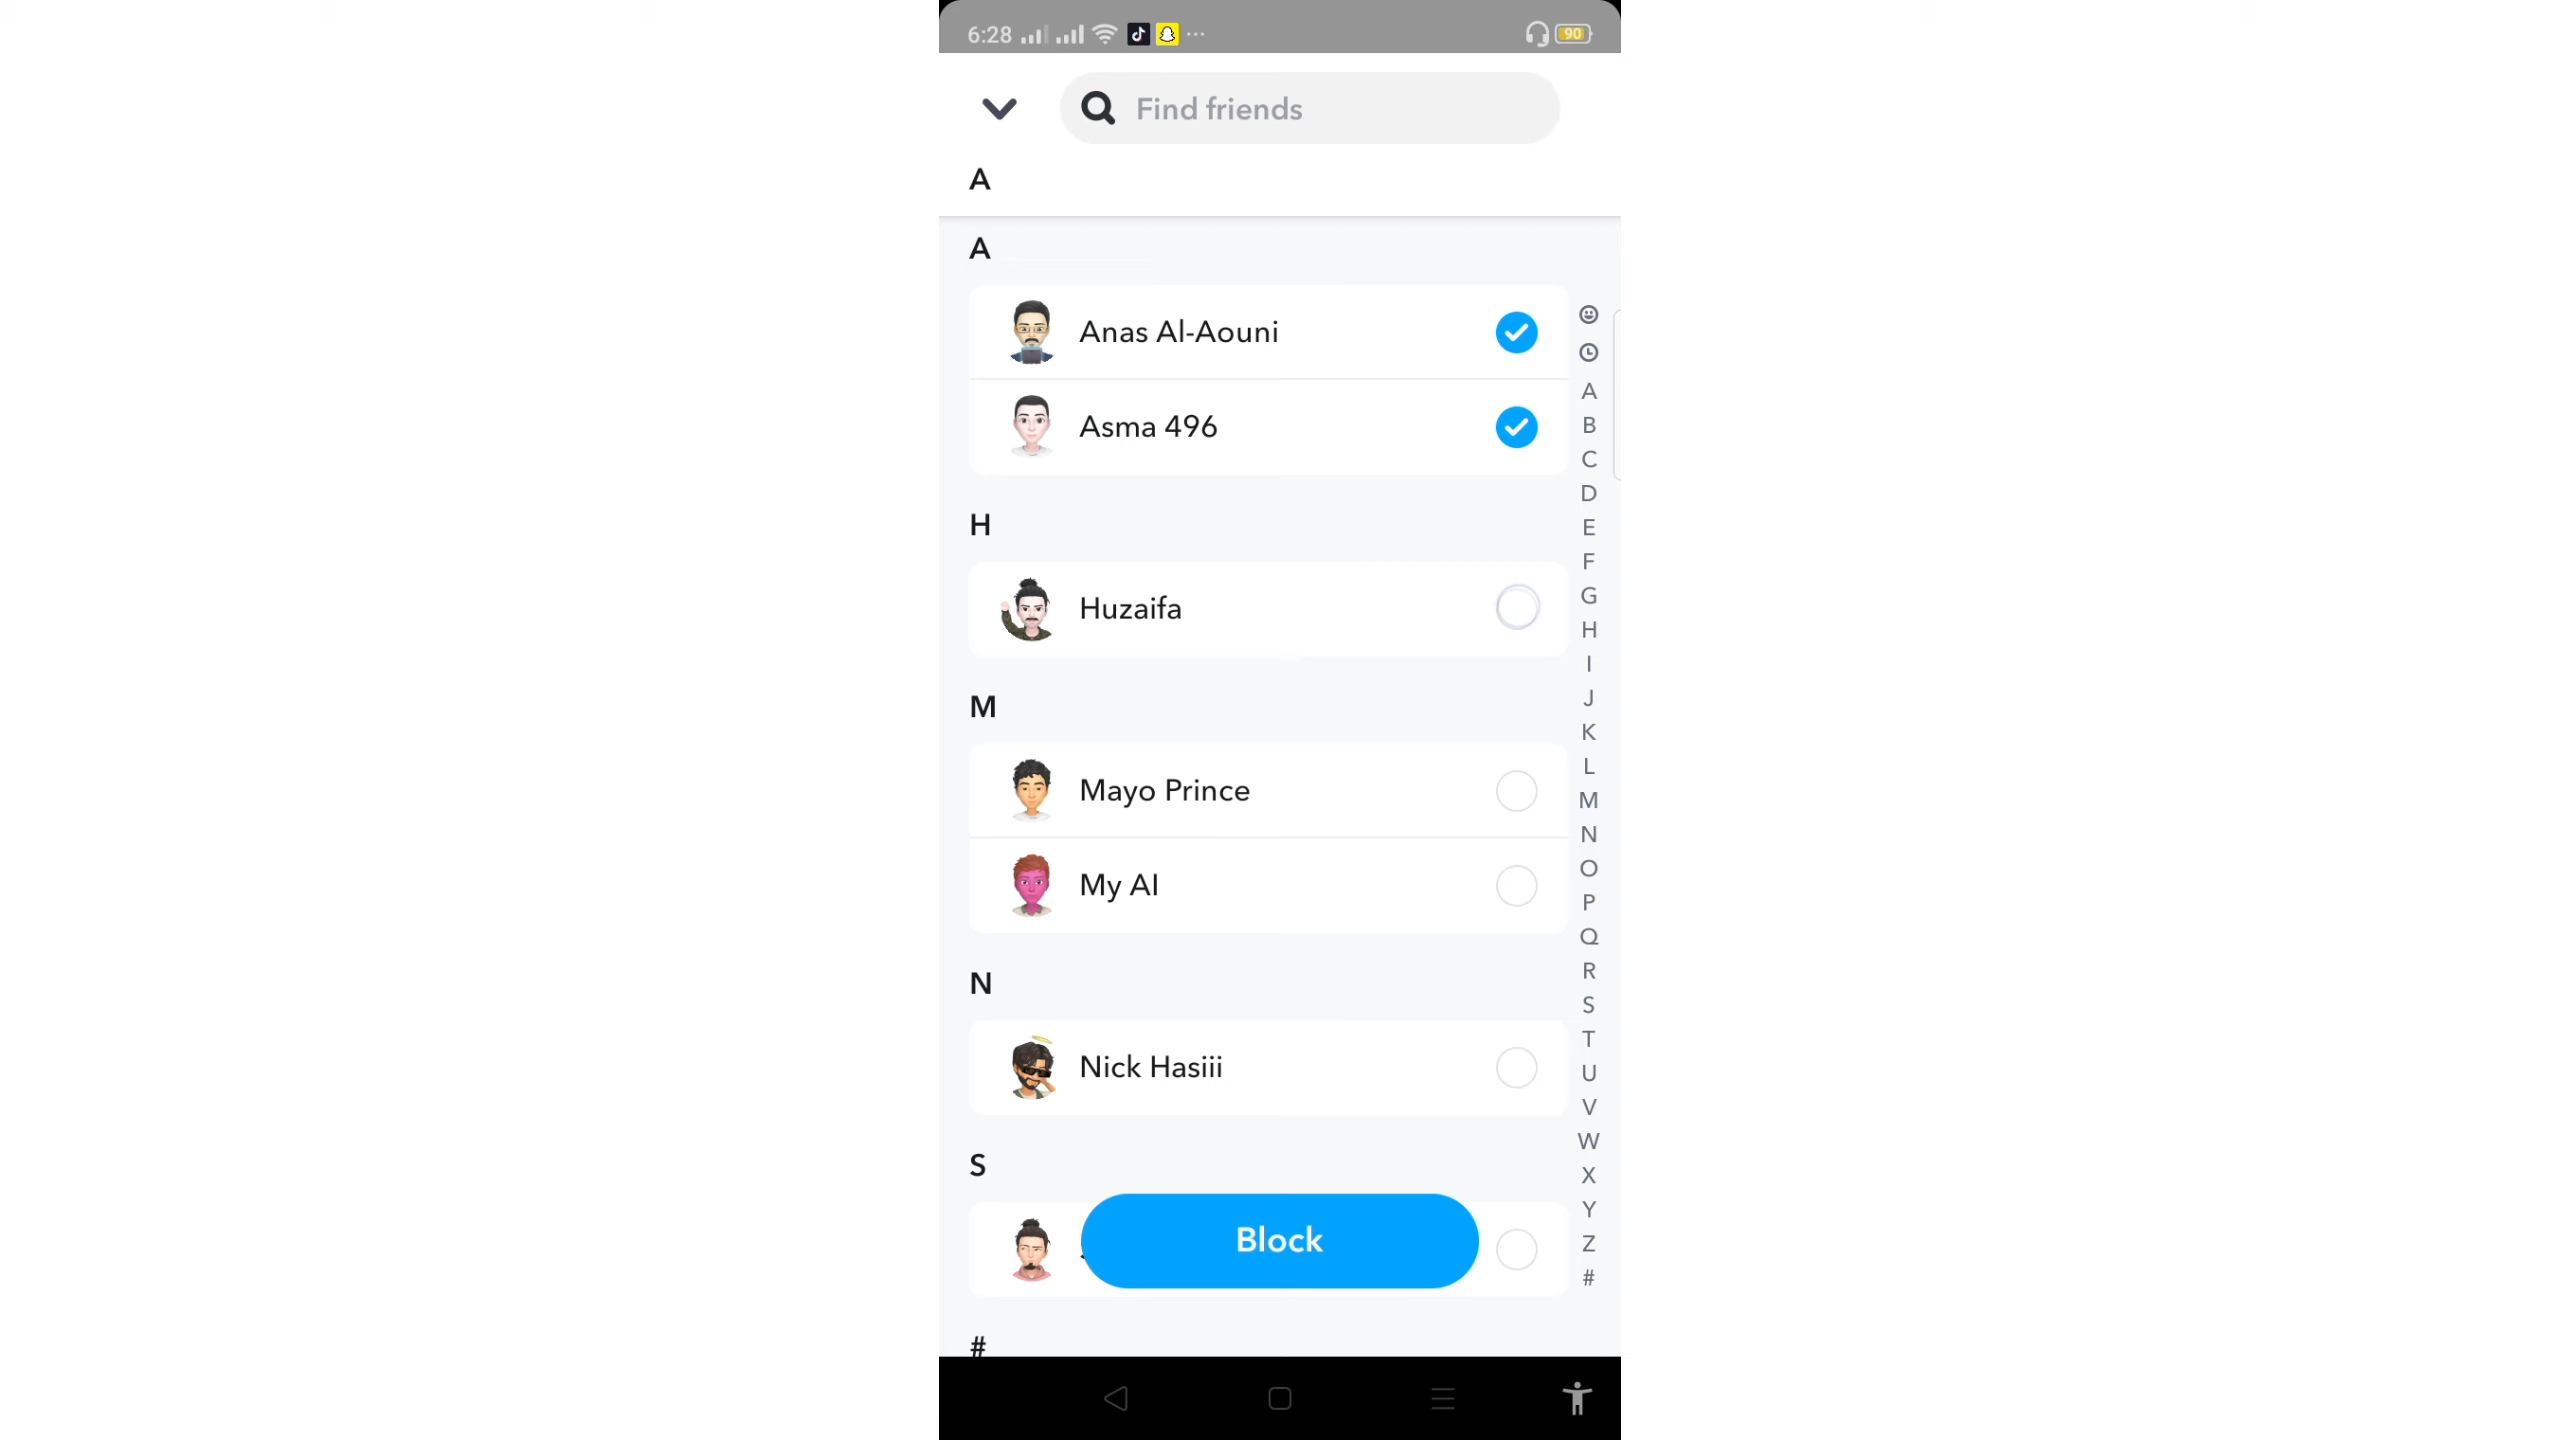 6:28
90
Find friends
A
A
Anas Al-Aouni
Asma 496
H
Huzaifa
M
Mayo Prince
My AI
N
Nick Hasiii
S
Block
#
A
B
C
D
E
F
G
H
I
J
K
L
M
N
O
P
Q
R
S
T
U
V
W
X
Y
Z
#